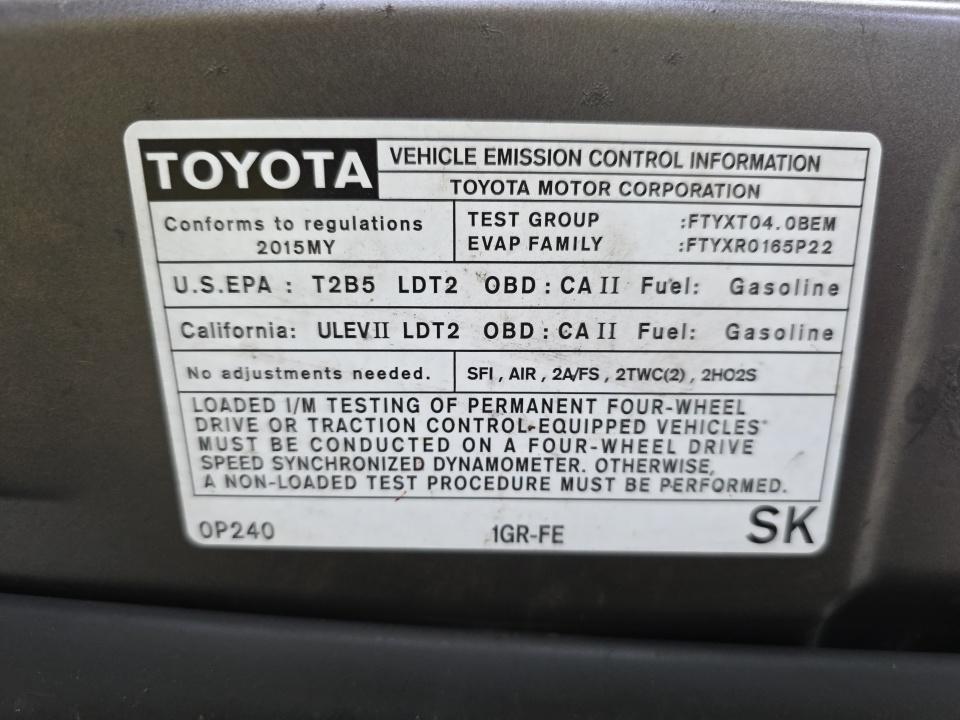 TOYOTA VEHICLE EMISSION CONTROL INFORMATION
TOYOTA MOTOR CORPORATION
Conforms to regulations
2015MY
TEST GROUP :FTYXT04.0BEM
EVAP FAMILY :FTYXR0165P22
U.S.EPA : T2B5 LDT2 OBD : CA II Fuel: Gasoline
California: ULEV II LDT2 OBD : CA II Fuel: Gasoline
No adjustments needed. SFI , AIR , 2A/FS , 2TWC(2) , 2HO2S
LOADED I/M TESTING OF PERMANENT FOUR-WHEEL
DRIVE OR TRACTION CONTROL-EQUIPPED VEHICLES
MUST BE CONDUCTED ON A FOUR-WHEEL DRIVE
SPEED SYNCHRONIZED DYNAMOMETER. OTHERWISE,
A NON-LOADED TEST PROCEDURE MUST BE PERFORMED.
0P240 1GR-FE SK